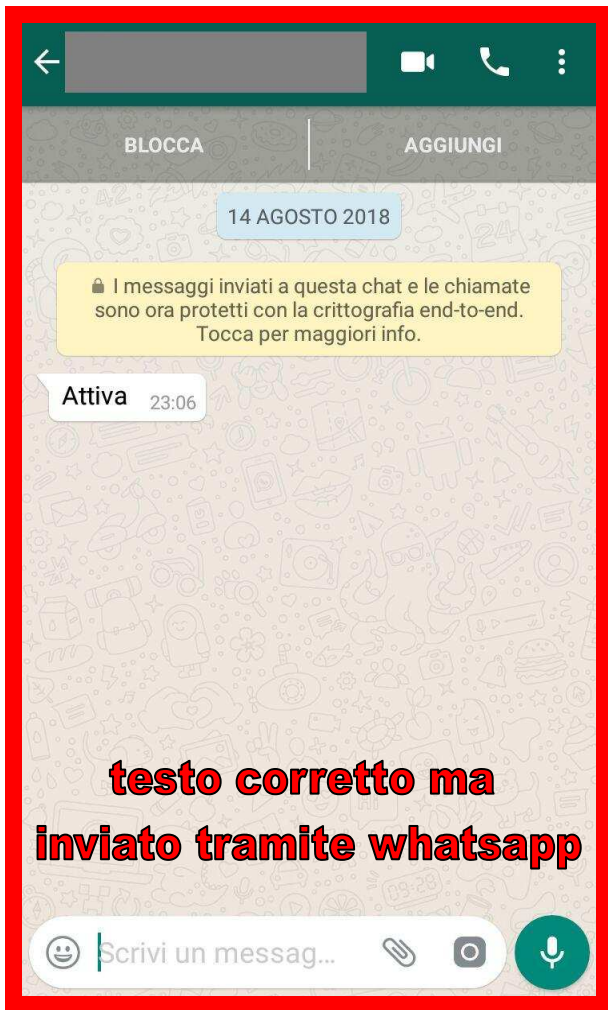 BLOCCA AGGIUNGI
14 AGOSTO 2018
I messaggi inviati a questa chat e le chiamate
sono ora protetti con la crittografia end-to-end.
Tocca per maggiori info.
Attiva 23:06
testo corretto ma
inviato tramite whatsapp
Scrivi un messag...